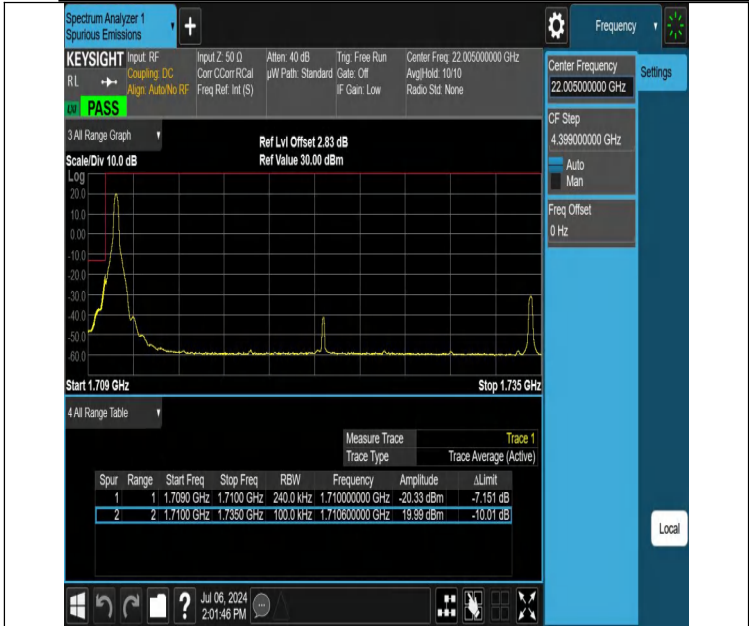 Spectrum Analyzer 1
Spurious Emissions
+
Frequency
KEYSIGHT
RL
PASS
Input: RF
Coupling: DC
Align: Auto/No RF
Input Z: 50 Ω
Corr CCorr RCal
Freq Ref: Int (S)
Atten: 40 dB
µW Path: Standard
Trig: Free Run
Gate: Off
IF Gain: Low
Center Freq: 22.005000000 GHz
Avg|Hold: 10/10
Radio Std: None
Center Frequency
22.005000000 GHz
Settings
CF Step
4.399000000 GHz
Auto
Man
Freq Offset
0 Hz
3 All Range Graph
Scale/Div 10.0 dB
Ref Lvl Offset 2.83 dB
Ref Value 30.00 dBm
Log
20.0
10.0
0.00
-10.0
-20.0
-30.0
-40.0
-50.0
-60.0
Start 1.709 GHz Stop 1.735 GHz
4 All Range Table
Measure Trace Trace 1
Trace Type Trace Average (Active)
Spur Range Start Freq Stop Freq RBW Frequency Amplitude ΔLimit
1 1 1.7090 GHz 1.7100 GHz 240.0 kHz 1.710000000 GHz -20.33 dBm -7.151 dB
2 2 1.7100 GHz 1.7350 GHz 100.0 kHz 1.710600000 GHz 19.99 dBm -10.01 dB
Local
?
Jul 06, 2024
2:01:46 PM